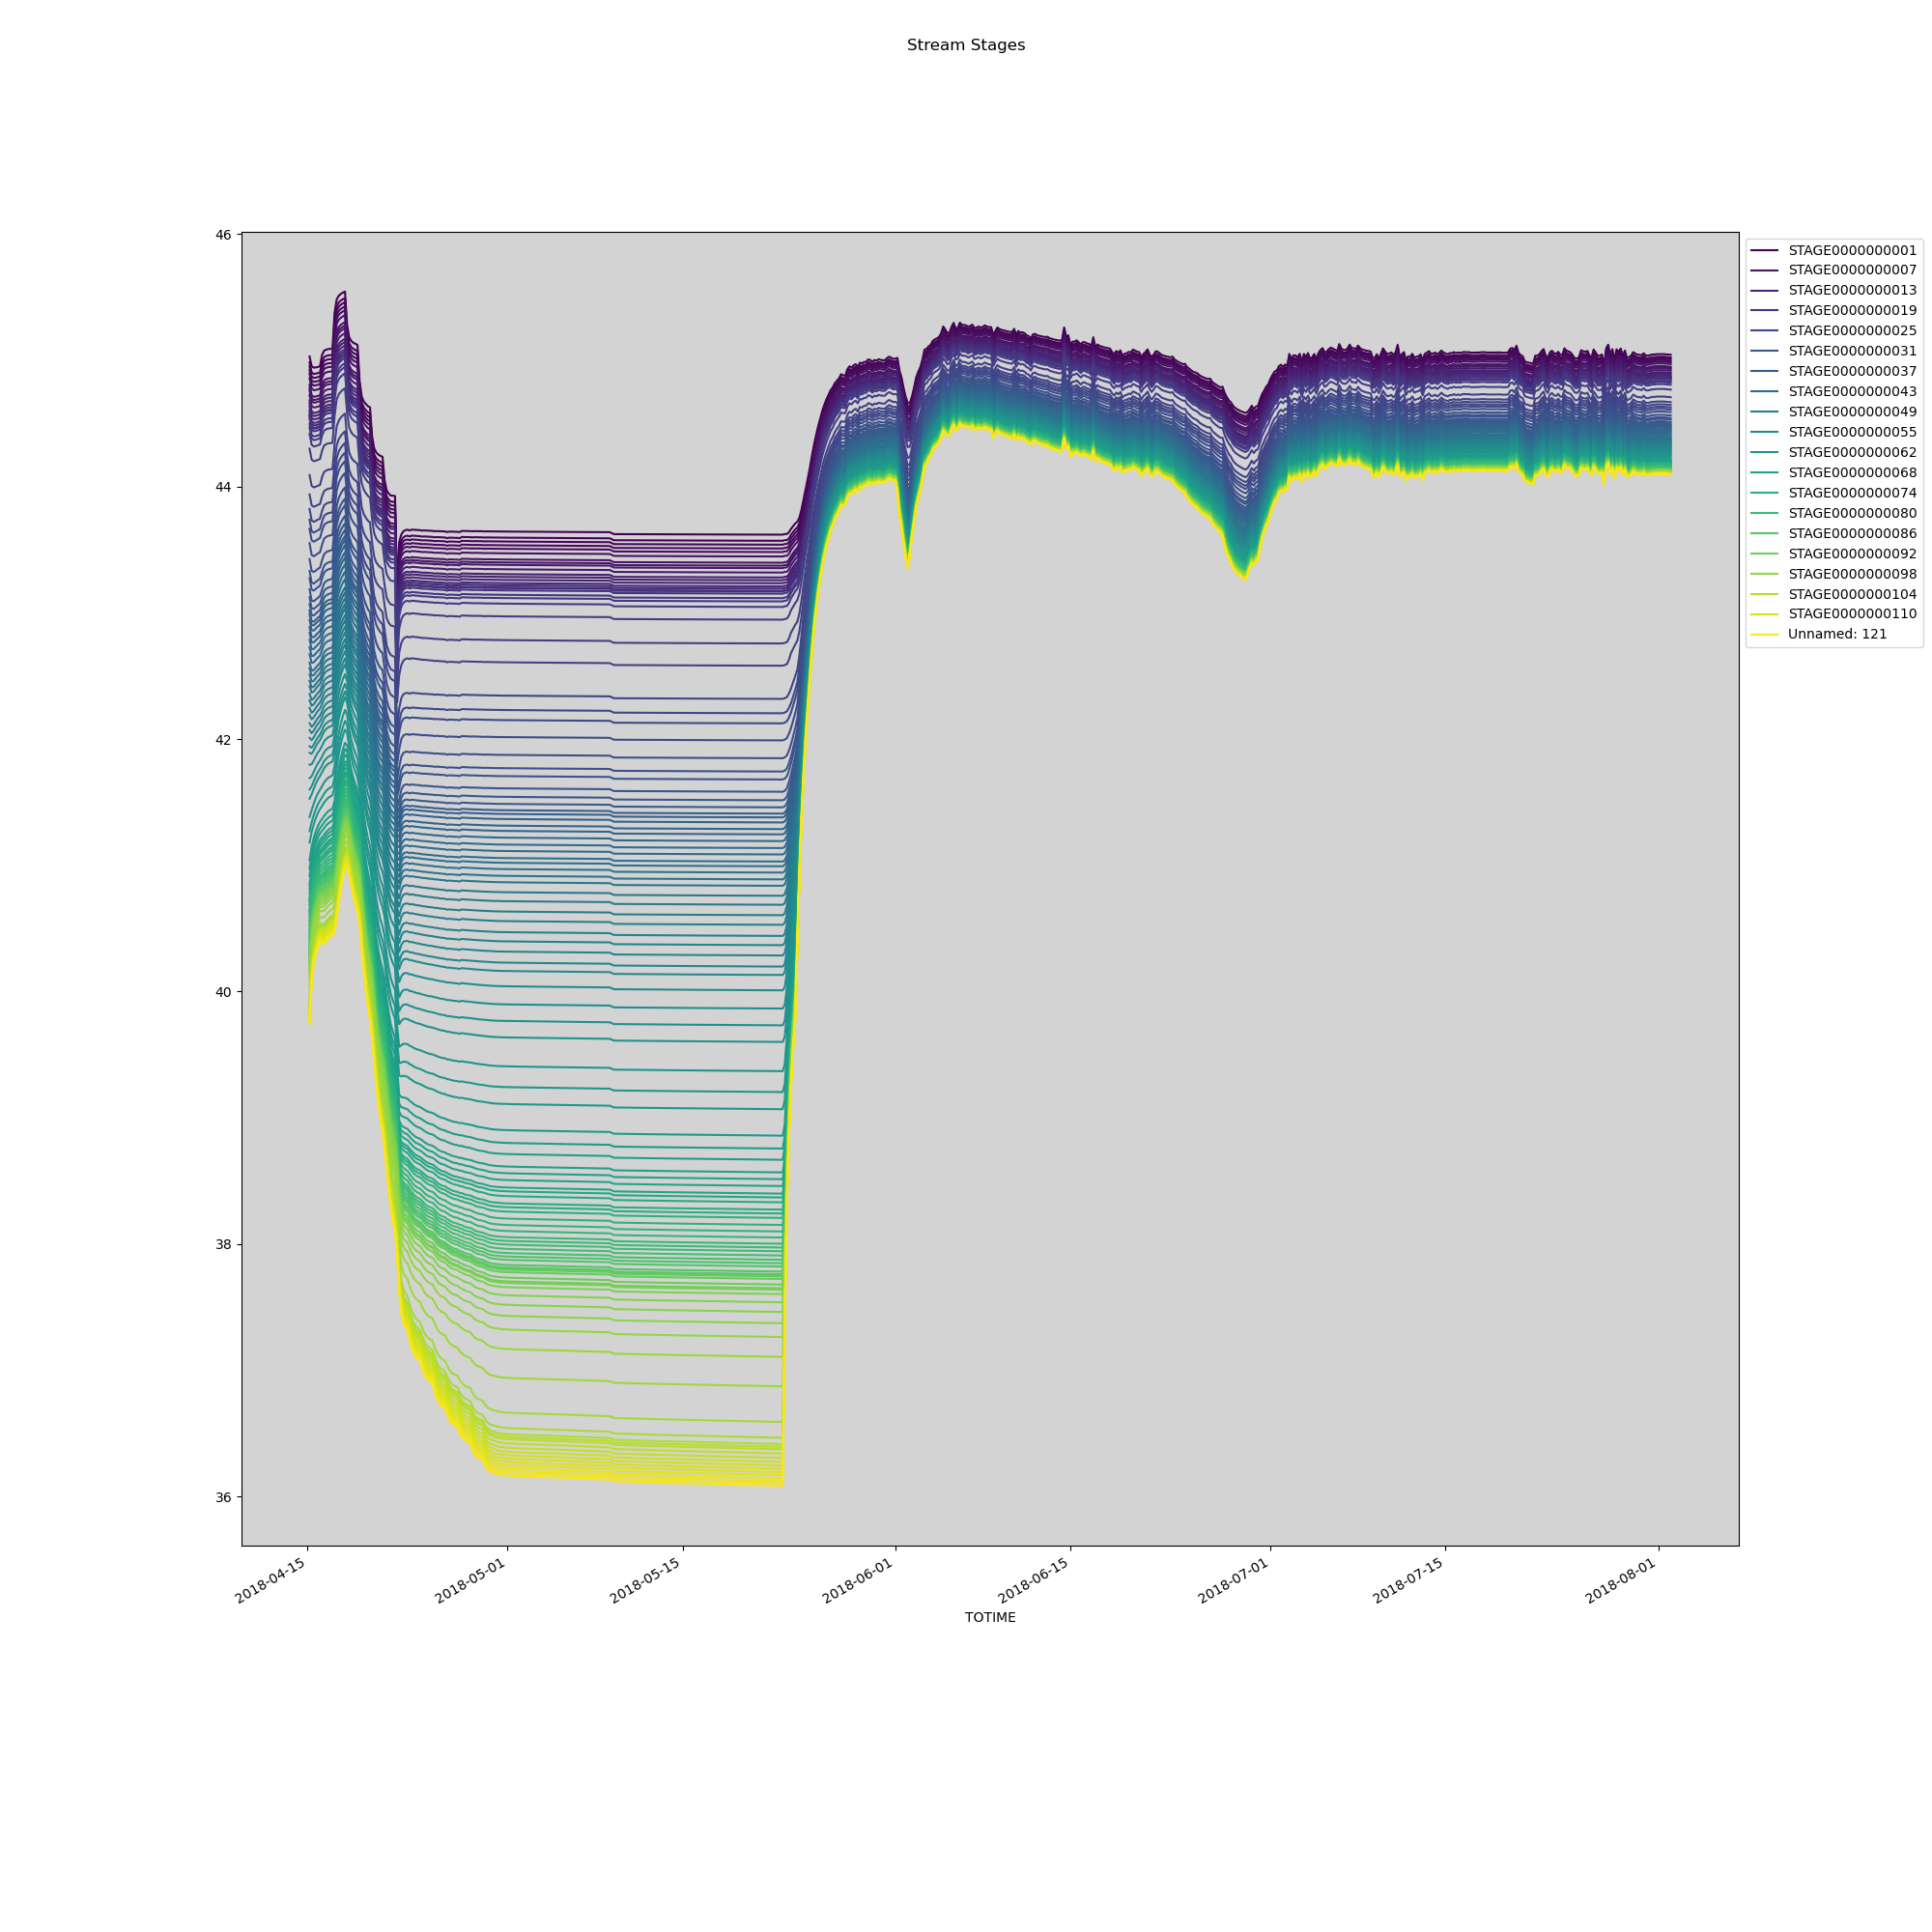 Stream Stages
46
44
42
40
38
36
2018-04-15
2018-05-01
2018-05-15
2018-06-01
2018-06-15
2018-07-01
2018-07-15
2018-08-01
TOTIME
STAGE0000000001
STAGE0000000007
STAGE0000000013
STAGE0000000019
STAGE0000000025
STAGE0000000031
STAGE0000000037
STAGE0000000043
STAGE0000000049
STAGE0000000055
STAGE0000000062
STAGE0000000068
STAGE0000000074
STAGE0000000080
STAGE0000000086
STAGE0000000092
STAGE0000000098
STAGE0000000104
STAGE0000000110
Unnamed: 121